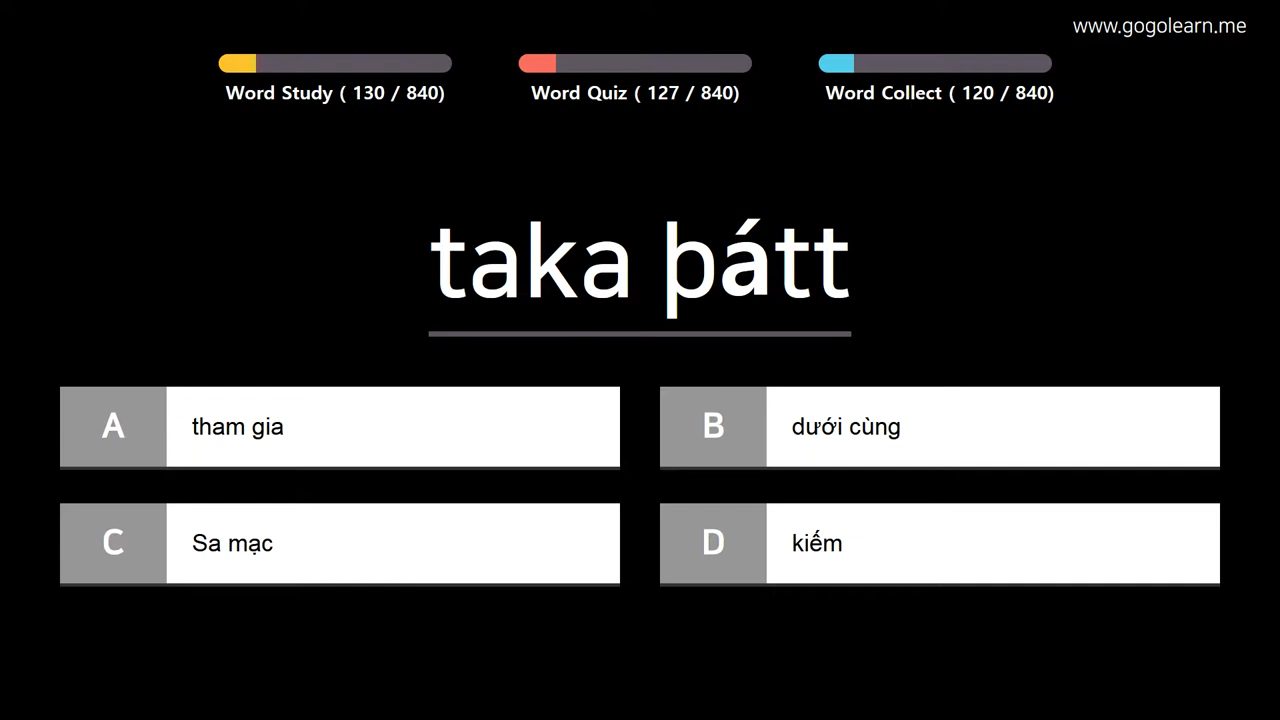 www.gogolearn.me
Word Study ( 130 / 840)
Word Quiz ( 127 / 840)
Word Collect ( 120 / 840)
taka þátt
A tham gia
B dưới cùng
C Sa mạc
D kiếm